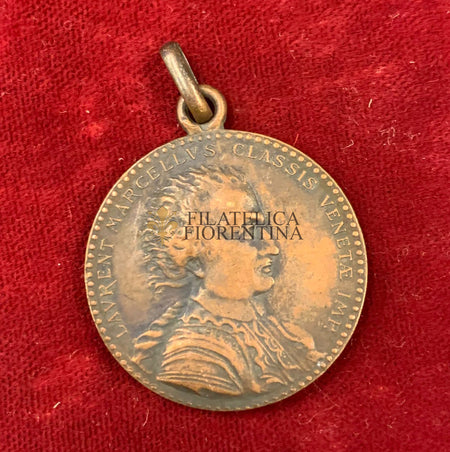 LAVRENT MARCELLVS CLASSIS VENETÆ IMP.
FILATELICA
FIORENTINA